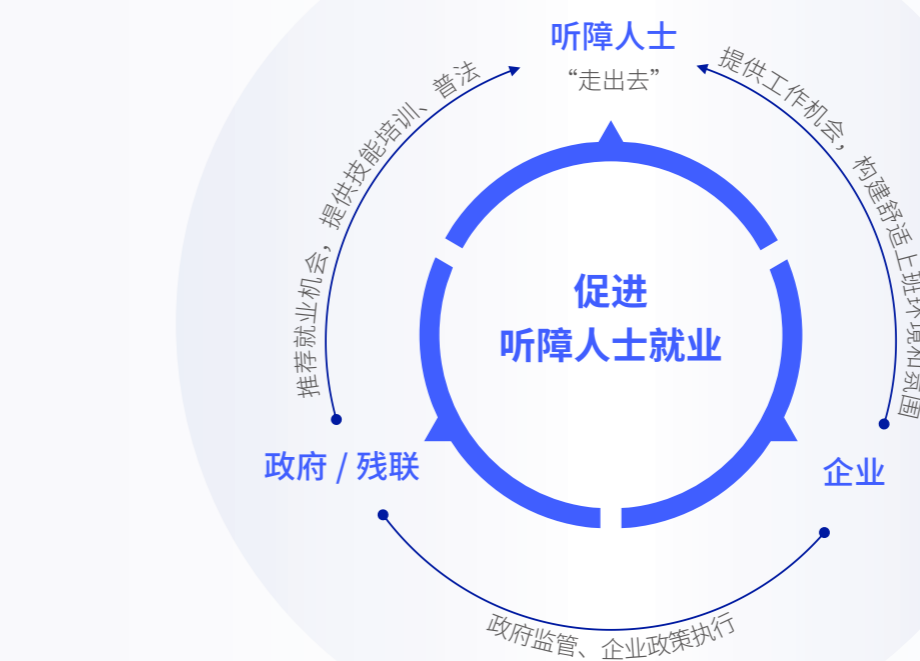 听障人士
“走出去”
推荐就业机会，提供技能培训、普法
提供工作机会，构建舒适上班环境和氛围
促进
听障人士就业
政府 / 残联
企业
政府监管、企业政策执行